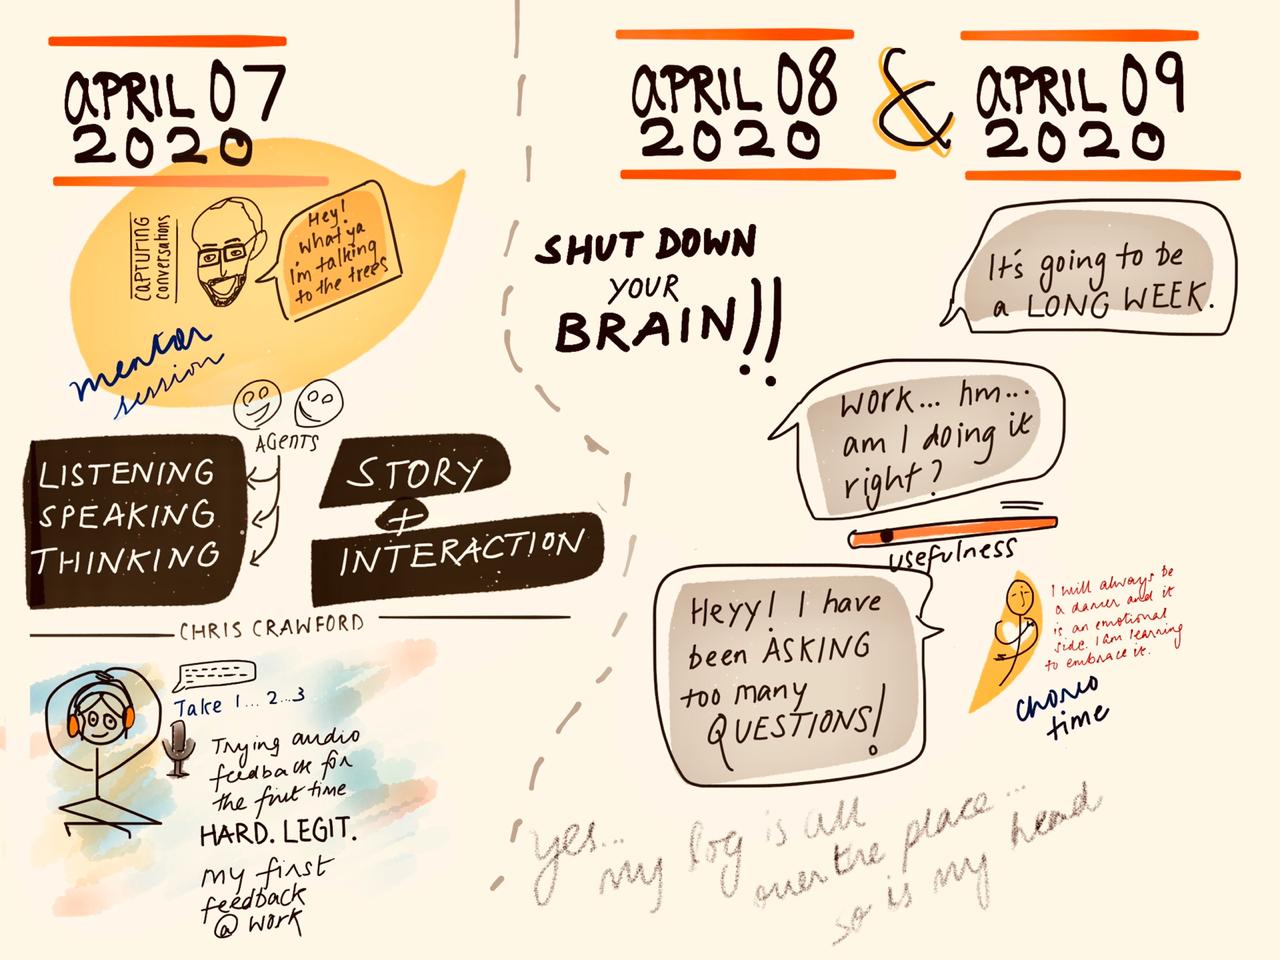 APRIL 07
2020
CAPTURING
conversations
Hey!
what ya
I'm talking
to the trees
mentor
session
AGENTS
LISTENING
SPEAKING
THINKING
STORY
+
INTERACTION
CHRIS CRAWFORD
Take 1... 2...3
Trying audio
feedback for
the first time
HARD. LEGIT.
my first
feedback
@ work
APRIL 08
2020
&
APRIL 09
2020
SHUT DOWN
YOUR
BRAIN!!
It's going to be
a LONG WEEK.
Work... hm...
am I doing it
right?
usefulness
Heyy! I have
been ASKING
too many
QUESTIONS!
I will always be
a dancer and it
is an emotional
side. I am learning
to embrace it.
choreo
time
yes...
my log is all
over the place...
so is my head